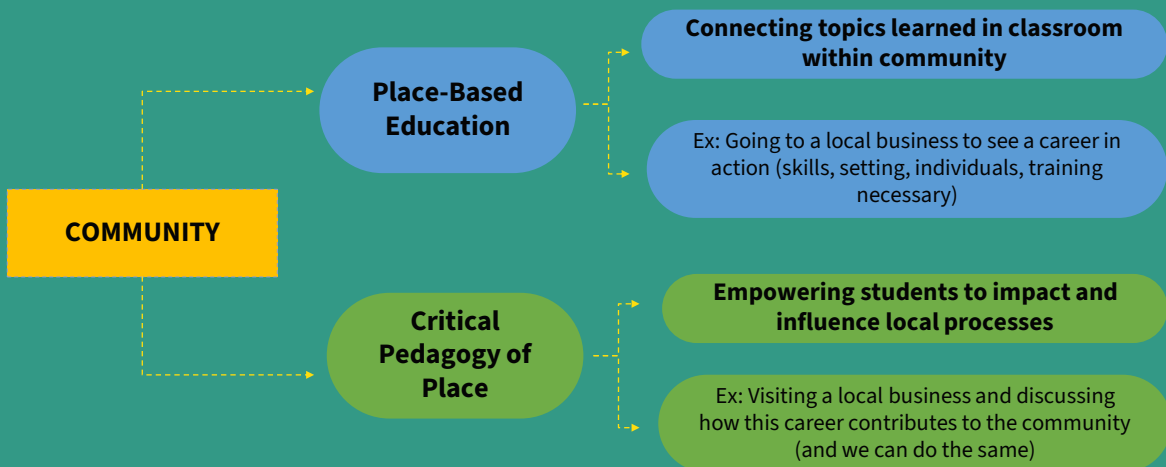 COMMUNITY
Place-Based
Education
Connecting topics learned in classroom
within community
Ex: Going to a local business to see a career in
action (skills, setting, individuals, training
necessary)
Critical
Pedagogy of
Place
Empowering students to impact and
influence local processes
Ex: Visiting a local business and discussing
how this career contributes to the community
(and we can do the same)